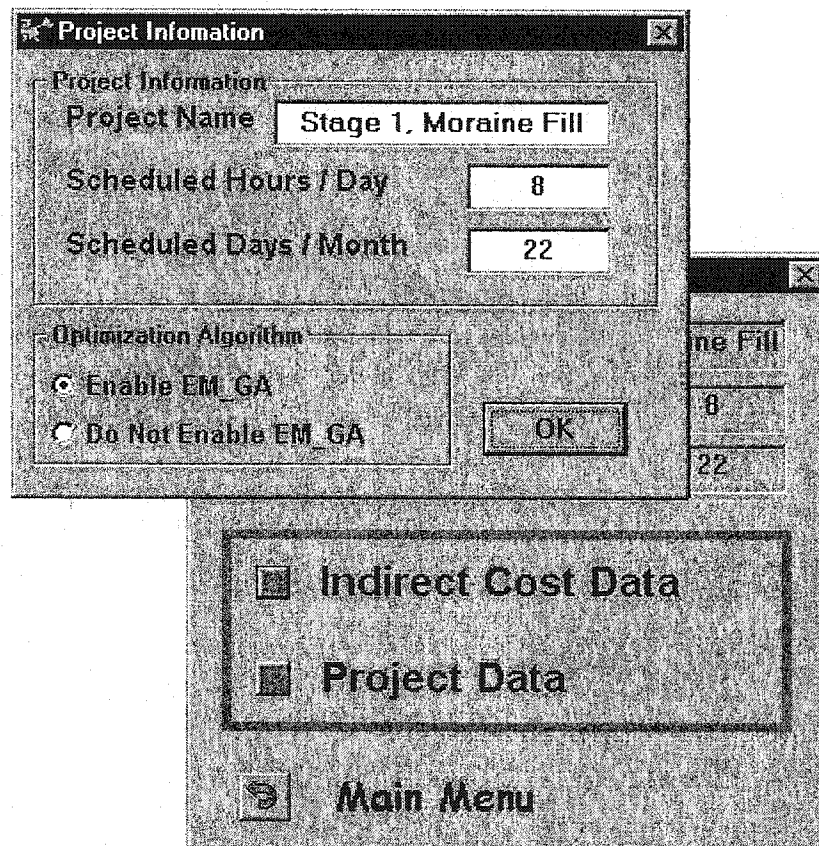 Project Infomation
Project Information
Project Name Stage 1, Moraine Fill
Scheduled Hours / Day 8
Scheduled Days / Month 22
Optimization Algorithm
Enable EM_GA
Do Not Enable EM_GA
OK
ine Fill
8
22
Indirect Cost Data
Project Data
Main Menu